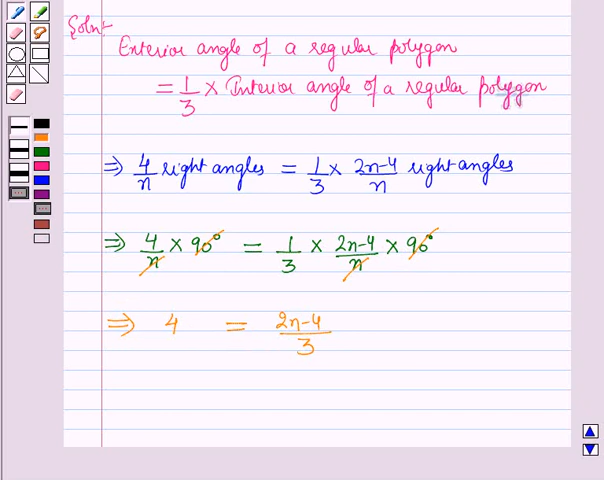 Soln:-
Exterior angle of a regular polygon
= 1/3 × Interior angle of a regular polygon
⇒ 4/n right angles = 1/3 × 2n-4/n right angles
⇒ 4/n × 90° = 1/3 × 2n-4/n × 90°
⇒ 4 = 2n-4/3